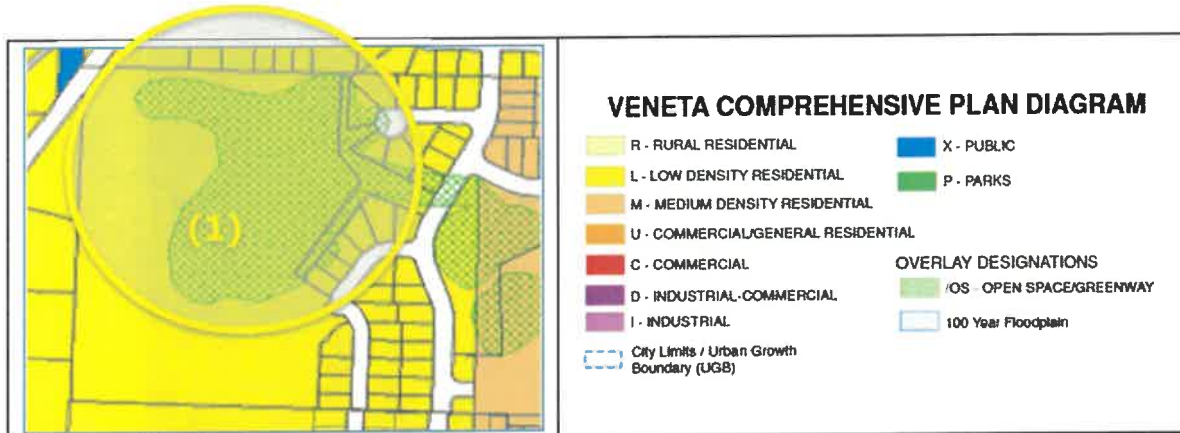 (1)
VENETA COMPREHENSIVE PLAN DIAGRAM
R - RURAL RESIDENTIAL
L - LOW DENSITY RESIDENTIAL
M - MEDIUM DENSITY RESIDENTIAL
U - COMMERCIAL/GENERAL RESIDENTIAL
C - COMMERCIAL
D - INDUSTRIAL-COMMERCIAL
I - INDUSTRIAL
City Limits / Urban Growth
Boundary (UGB)
X - PUBLIC
P - PARKS
OVERLAY DESIGNATIONS
/OS - OPEN SPACE/GREENWAY
100 Year Floodplain